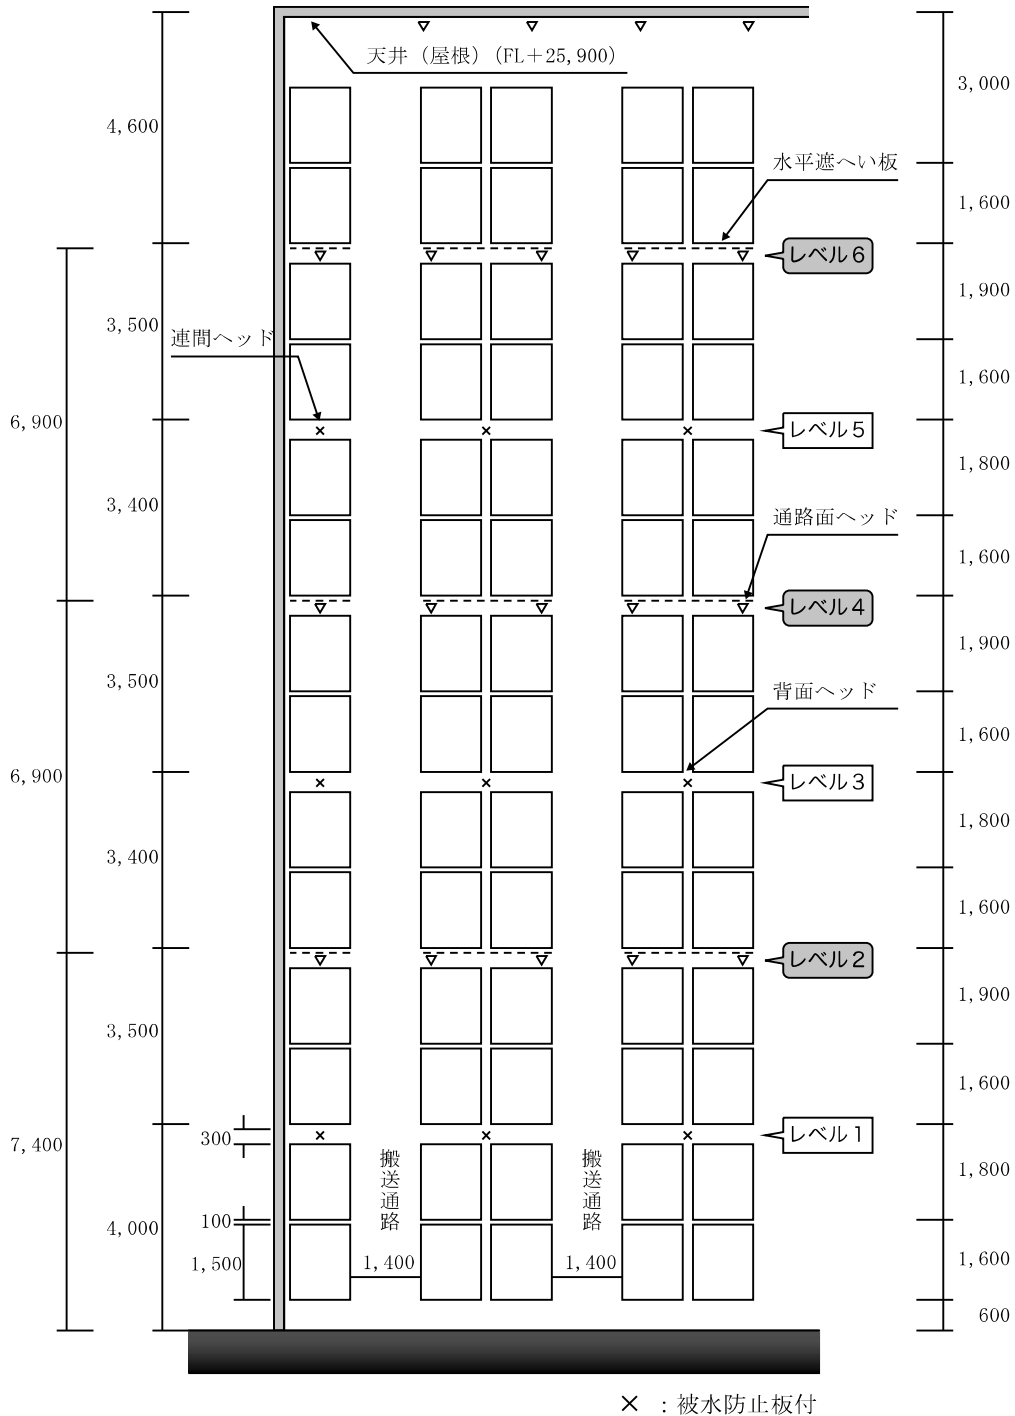 天井（屋根）(FL＋25,900)
3,000
4,600
水平遮へい板
1,600
レベル6
1,900
3,500
連間ヘッド
1,600
6,900
レベル5
1,800
3,400
通路面ヘッド
1,600
レベル4
1,900
3,500
背面ヘッド
1,600
6,900
レベル3
1,800
3,400
1,600
レベル2
1,900
3,500
1,600
300
レベル1
7,400
搬送通路
搬送通路
1,800
100
4,000
1,500
1,400
1,400
1,600
600
× ：被水防止板付